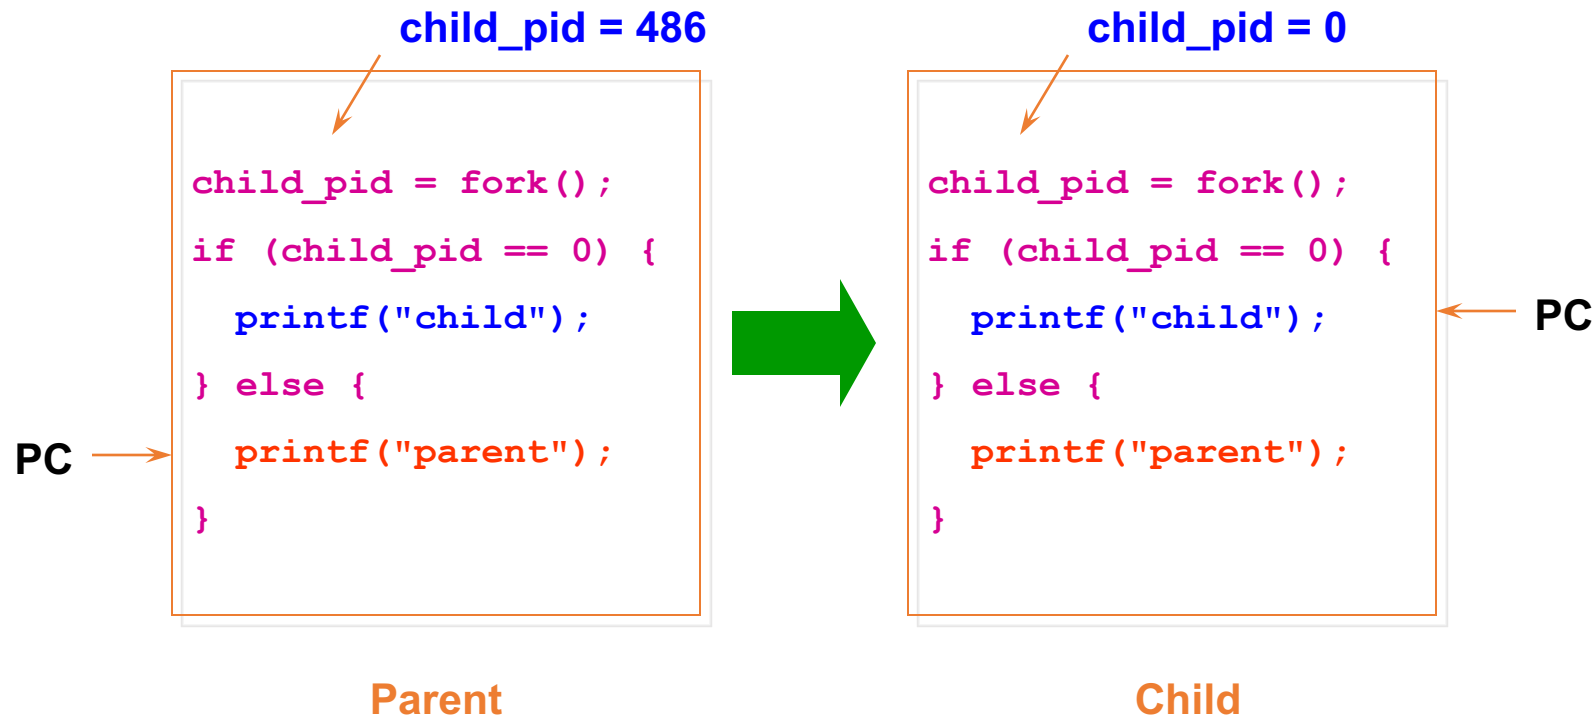 child_pid = 486
child_pid = fork();
if (child_pid == 0) {
printf("child");
} else {
PC
printf("parent");
}
Parent
child_pid = 0
child_pid = fork();
if (child_pid == 0) {
printf("child");
PC
} else {
printf("parent");
}
Child